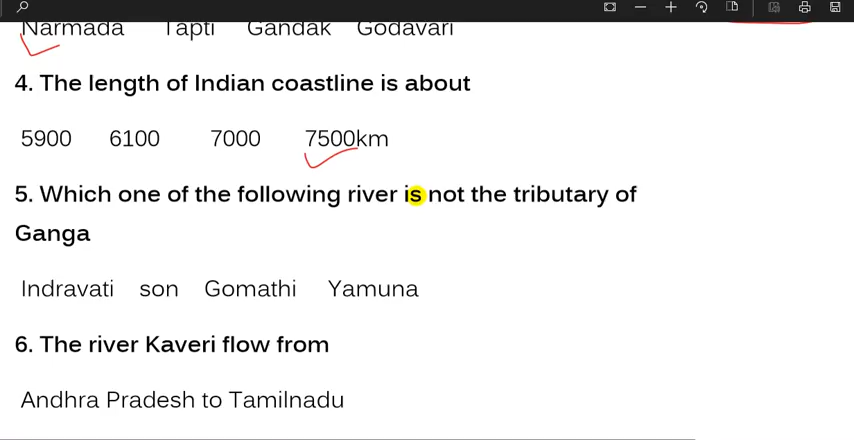 Narmada Tapti Gandak Godavari
4. The length of Indian coastline is about
5900 6100 7000 7500km
5. Which one of the following river is not the tributary of
Ganga
Indravati son Gomathi Yamuna
6. The river Kaveri flow from
Andhra Pradesh to Tamilnadu